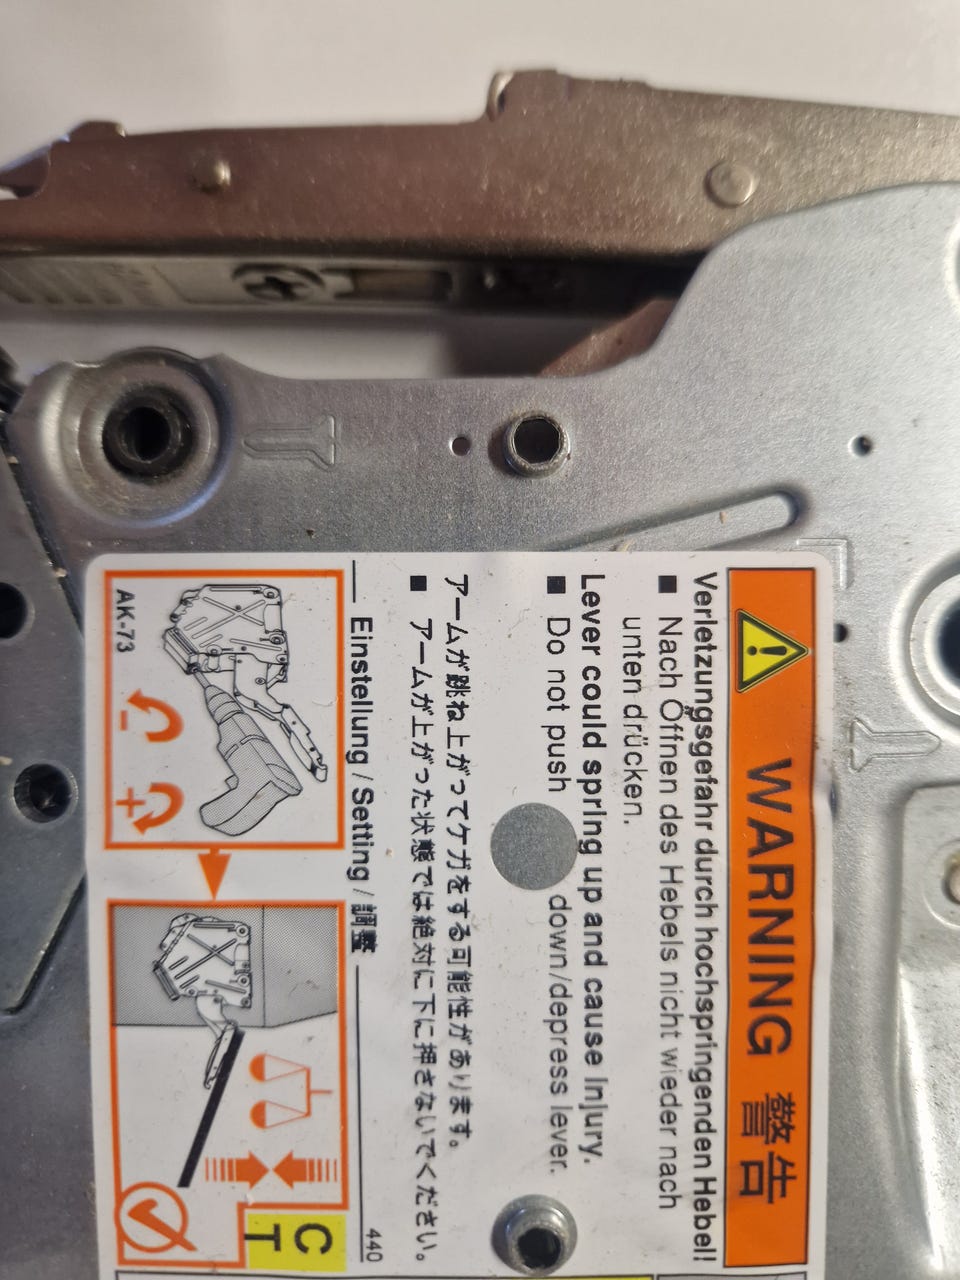 WARNING 警告
Verletzungsgefahr durch hochspringenden Hebel!
■ Nach Öffnen des Hebels nicht wieder nach
unten drücken.
Lever could spring up and cause injury.
■ Do not push down/depress lever.
アームが跳ね上がってケガをする可能性があります。
■ アームが上がった状態では絶対に下に押さないでください。
Einstellung / Setting / 調整
440
AK.73
- +
C
T